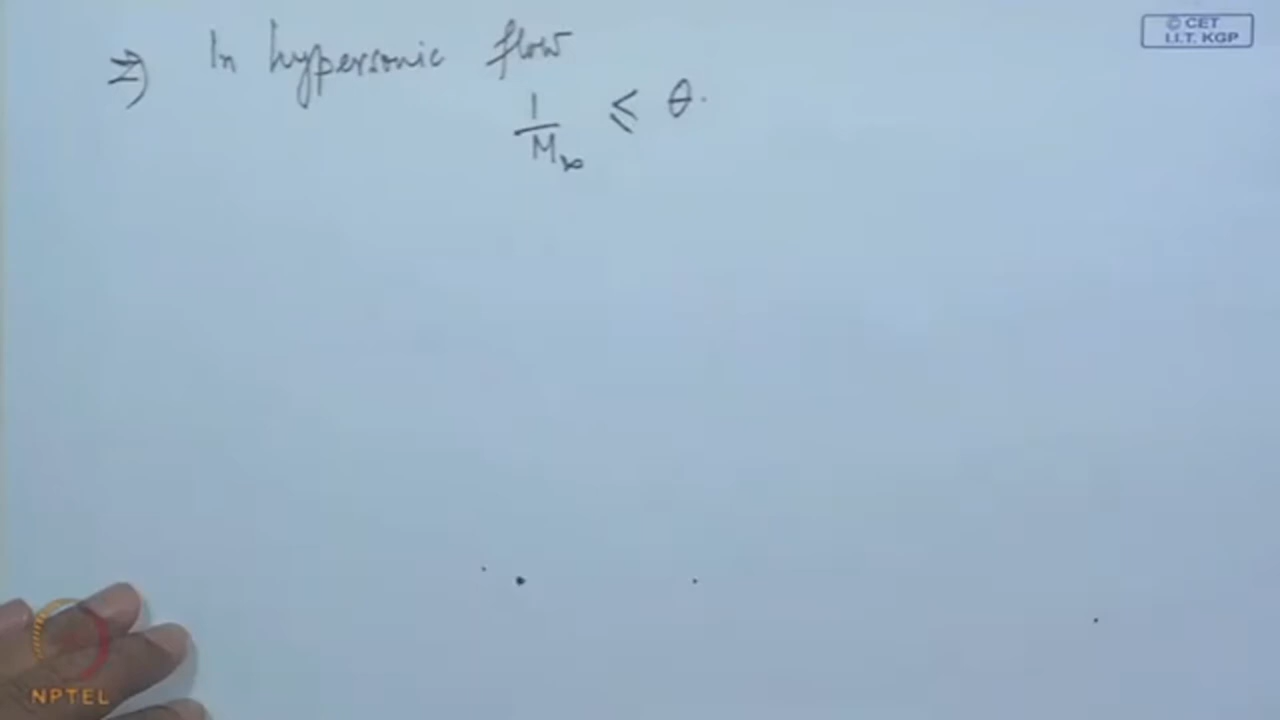 2) In hypersonic flow
1/M∞ ≤ θ.
© CET
I.I.T. KGP
NPTEL